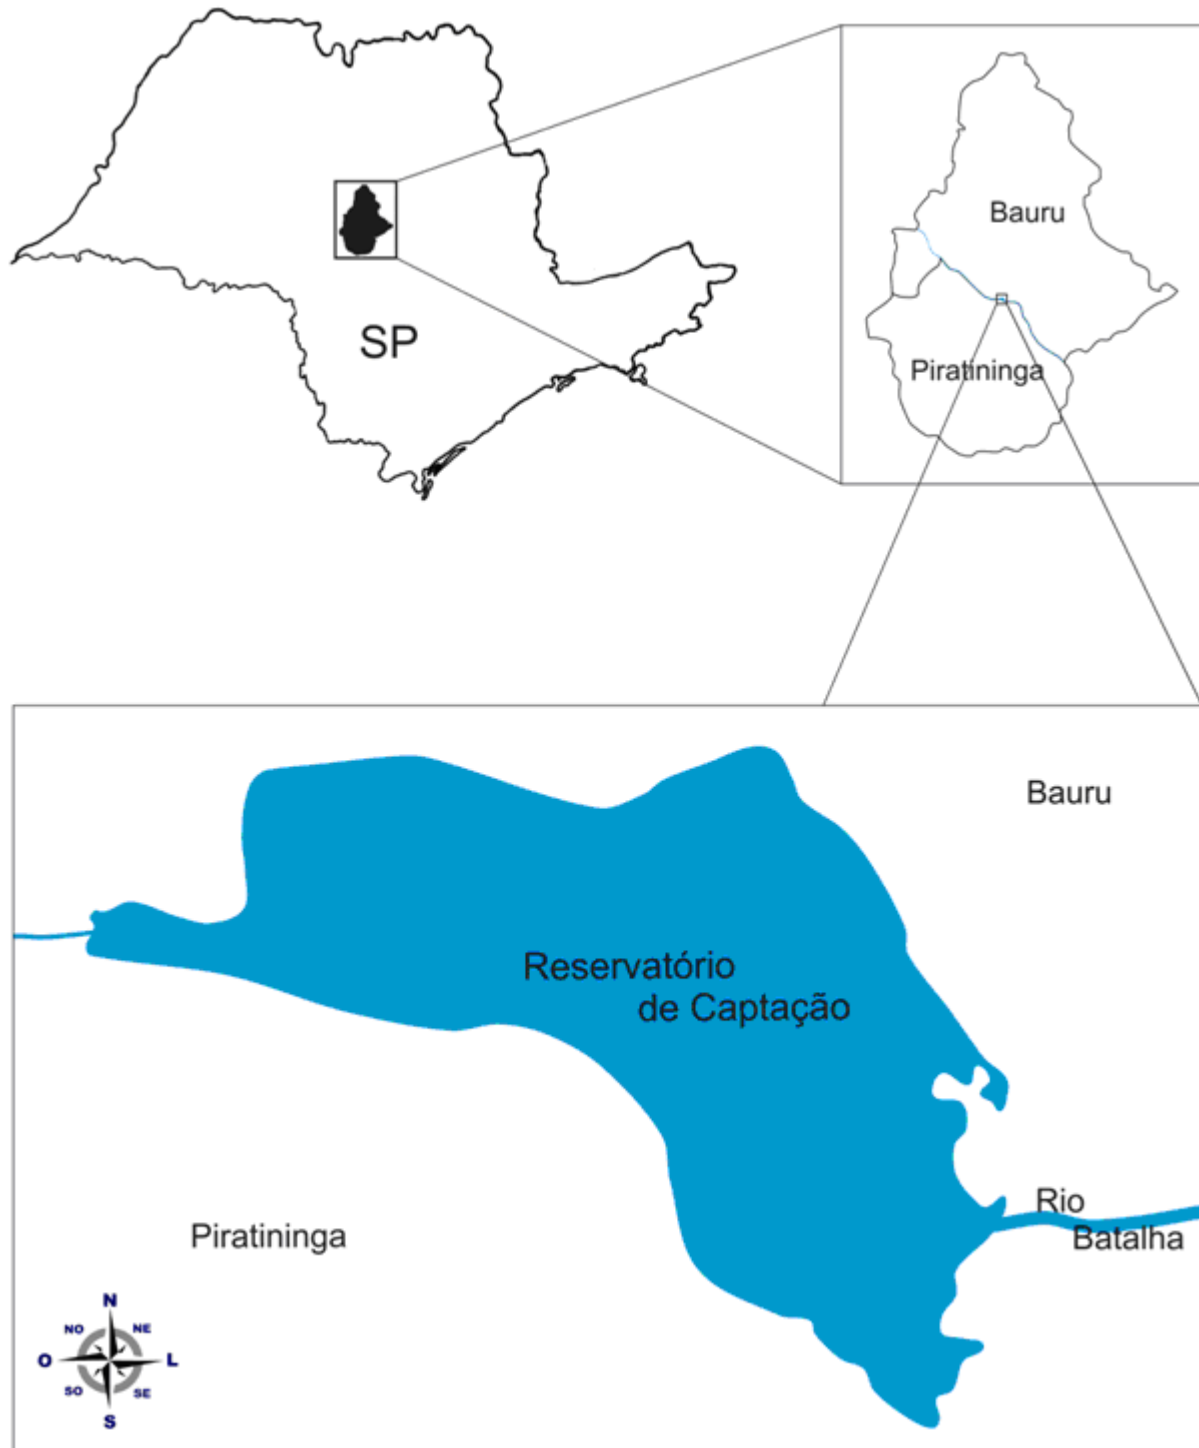 SP
Bauru
Piratininga
Bauru
Reservatório
de Captação
Rio
Batalha
Piratininga
N
NO
NE
O
L
SO
SE
S